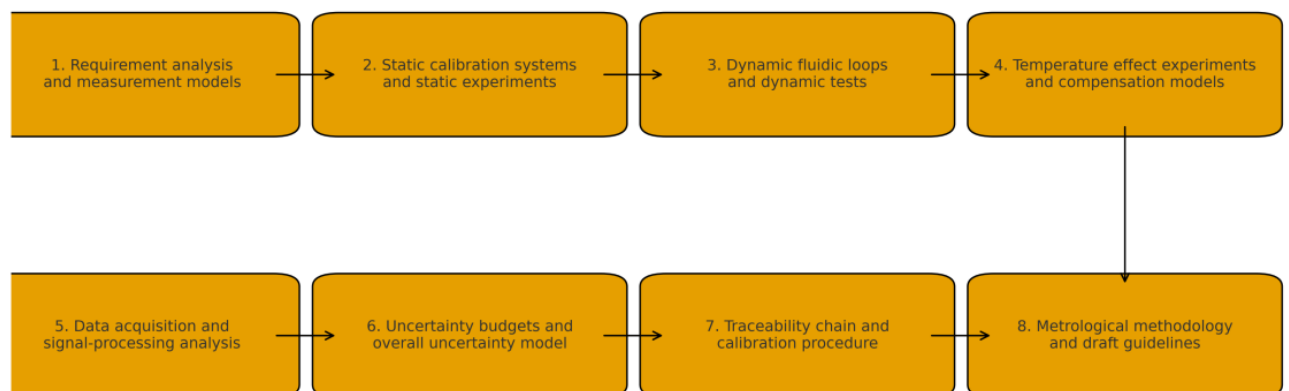 1. Requirement analysis
and measurement models
2. Static calibration systems
and static experiments
3. Dynamic fluidic loops
and dynamic tests
4. Temperature effect experiments
and compensation models
5. Data acquisition and
signal-processing analysis
6. Uncertainty budgets and
overall uncertainty model
7. Traceability chain and
calibration procedure
8. Metrological methodology
and draft guidelines